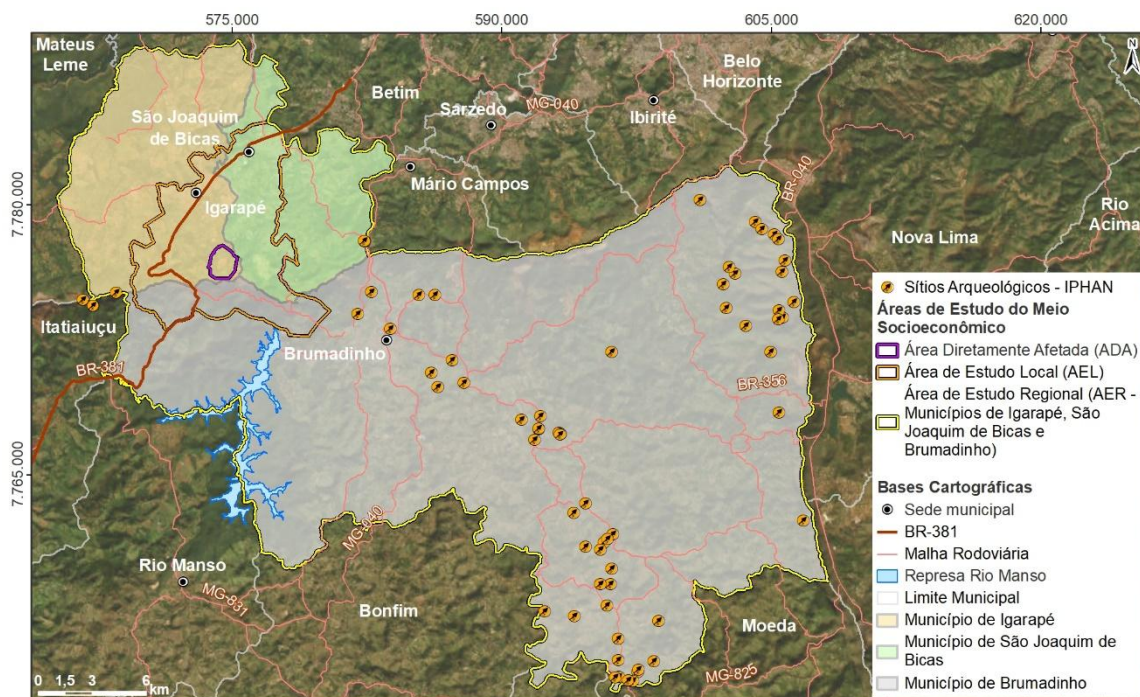 575.000
590.000
605.000
620.000
Mateus
Leme
N
Belo
Horizonte
Betim
São Joaquim
de Bicas
Sarzedo
MG-040
Ibirité
BR-040
Mário Campos
7.780.000
Igarapé
Rio
Acima
Nova Lima
Itatiaiuçu
Brumadinho
BR-381
BR-356
7.765.000
MG-040
Rio Manso
MG-831
Bonfim
Moeda
MG-825
0 1,5 3 6
km
Sítios Arqueológicos - IPHAN
Áreas de Estudo do Meio
Socioeconômico
Área Diretamente Afetada (ADA)
Área de Estudo Local (AEL)
Área de Estudo Regional (AER -
Municípios de Igarapé, São
Joaquim de Bicas e
Brumadinho)
Bases Cartográficas
Sede municipal
BR-381
Malha Rodoviária
Represa Rio Manso
Limite Municipal
Município de Igarapé
Município de São Joaquim de
Bicas
Município de Brumadinho